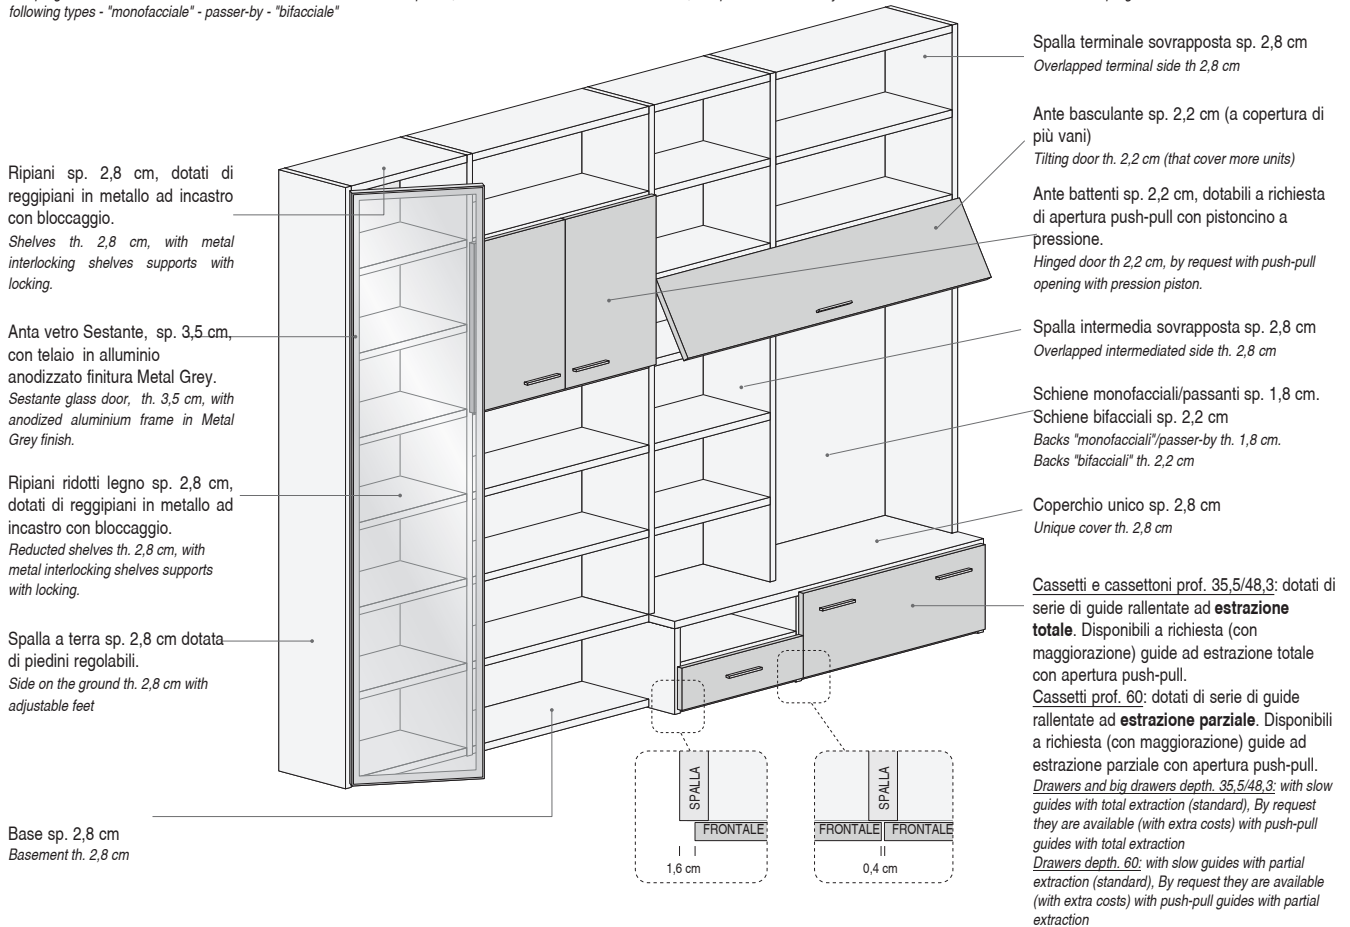 following types - "monofacciale" - passer-by - "bifacciale"
Ripiani sp. 2,8 cm, dotati di
reggipiani in metallo ad incastro
con bloccaggio.
Shelves th. 2,8 cm, with metal
interlocking shelves supports with
locking.
Anta vetro Sestante, sp. 3,5 cm,
con telaio in alluminio
anodizzato finitura Metal Grey.
Sestante glass door, th. 3,5 cm, with
anodized aluminium frame in Metal
Grey finish.
Ripiani ridotti legno sp. 2,8 cm,
dotati di reggipiani in metallo ad
incastro con bloccaggio.
Reducted shelves th. 2,8 cm, with
metal interlocking shelves supports
with locking.
Spalla a terra sp. 2,8 cm dotata
di piedini regolabili.
Side on the ground th. 2,8 cm with
adjustable feet
Base sp. 2,8 cm
Basement th. 2,8 cm
SPALLA
FRONTALE
1,6 cm
SPALLA
FRONTALE
FRONTALE
0,4 cm
Spalla terminale sovrapposta sp. 2,8 cm
Overlapped terminal side th 2,8 cm
Ante basculante sp. 2,2 cm (a copertura di
più vani)
Tilting door th. 2,2 cm (that cover more units)
Ante battenti sp. 2,2 cm, dotabili a richiesta
di apertura push-pull con pistoncino a
pressione.
Hinged door th 2,2 cm, by request with push-pull
opening with pression piston.
Spalla intermedia sovrapposta sp. 2,8 cm
Overlapped intermediated side th. 2,8 cm
Schiene monofacciali/passanti sp. 1,8 cm.
Schiene bifacciali sp. 2,2 cm
Backs "monofacciali"/passer-by th. 1,8 cm.
Backs "bifacciali" th. 2,2 cm
Coperchio unico sp. 2,8 cm
Unique cover th. 2,8 cm
Cassetti e cassettoni prof. 35,5/48,3: dotati di
serie di guide rallentate ad estrazione
totale. Disponibili a richiesta (con
maggiorazione) guide ad estrazione totale
con apertura push-pull.
Cassetti prof. 60: dotati di serie di guide
rallentate ad estrazione parziale. Disponibili
a richiesta (con maggiorazione) guide ad
estrazione parziale con apertura push-pull.
Drawers and big drawers depth. 35,5/48,3: with slow
guides with total extraction (standard), By request
they are available (with extra costs) with push-pull
guides with total extraction
Drawers depth. 60: with slow guides with partial
extraction (standard), By request they are available
(with extra costs) with push-pull guides with partial
extraction